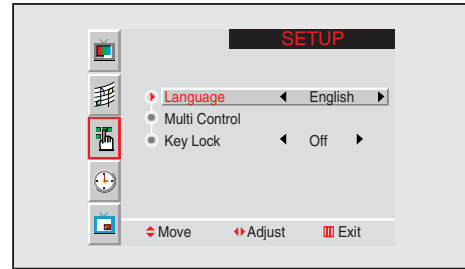 SETUP
Language English
Multi Control
Key Lock Off
Move Adjust Exit